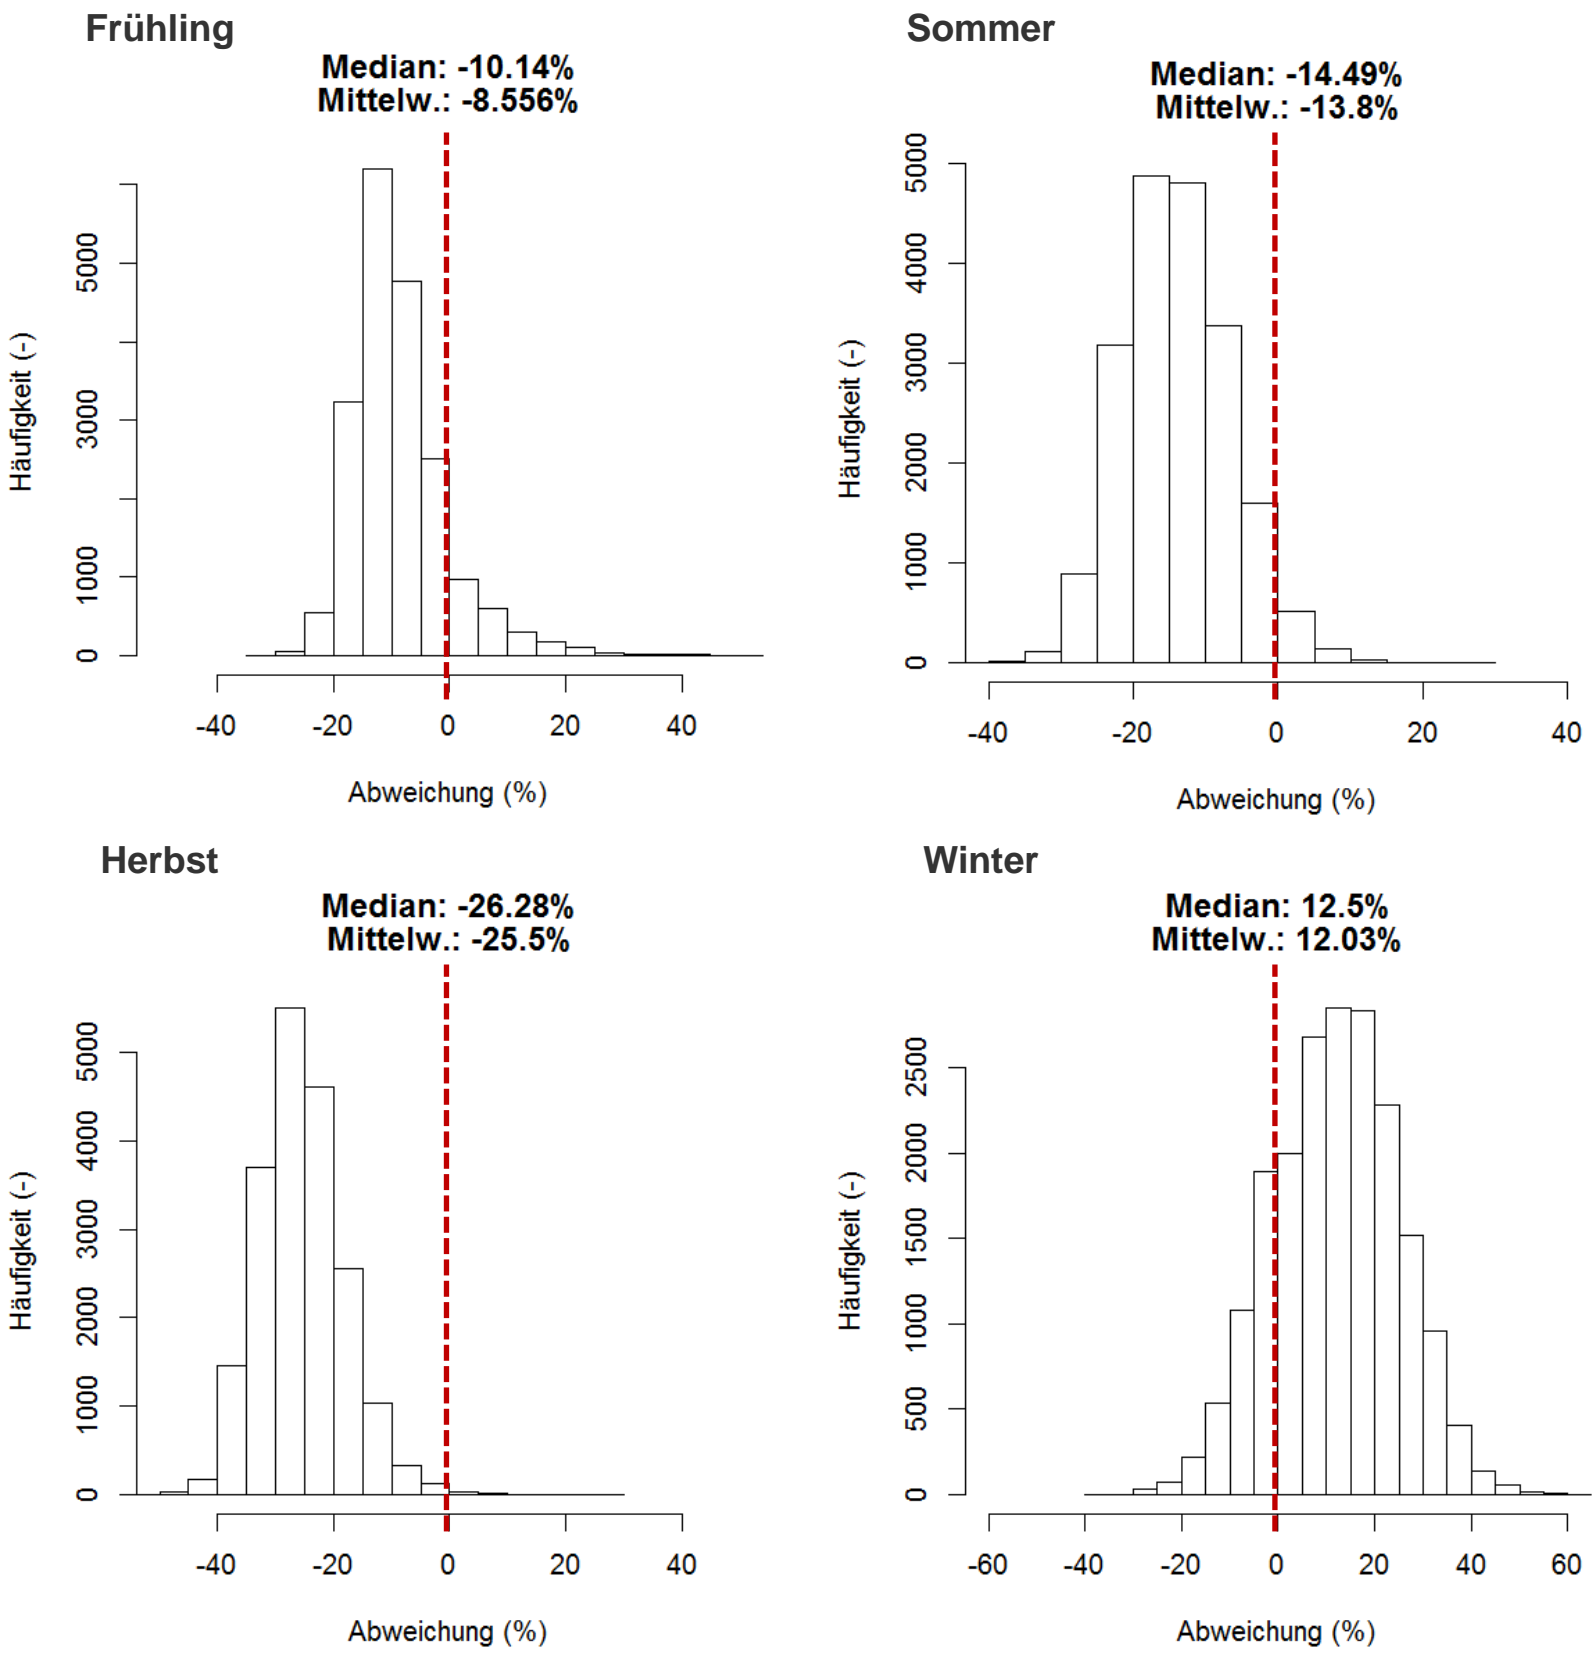 Frühling
Median: -10.14%
Mittelw.: -8.556%
Häufigkeit (-)
5000
3000
1000
0
-40 -20 0 20 40
Abweichung (%)
Sommer
Median: -14.49%
Mittelw.: -13.8%
Häufigkeit (-)
5000
4000
3000
2000
1000
0
-40 -20 0 20 40
Abweichung (%)
Herbst
Median: -26.28%
Mittelw.: -25.5%
Häufigkeit (-)
5000
4000
3000
2000
1000
0
-40 -20 0 20 40
Abweichung (%)
Winter
Median: 12.5%
Mittelw.: 12.03%
Häufigkeit (-)
2500
2000
1500
1000
500
0
-60 -40 -20 0 20 40 60
Abweichung (%)